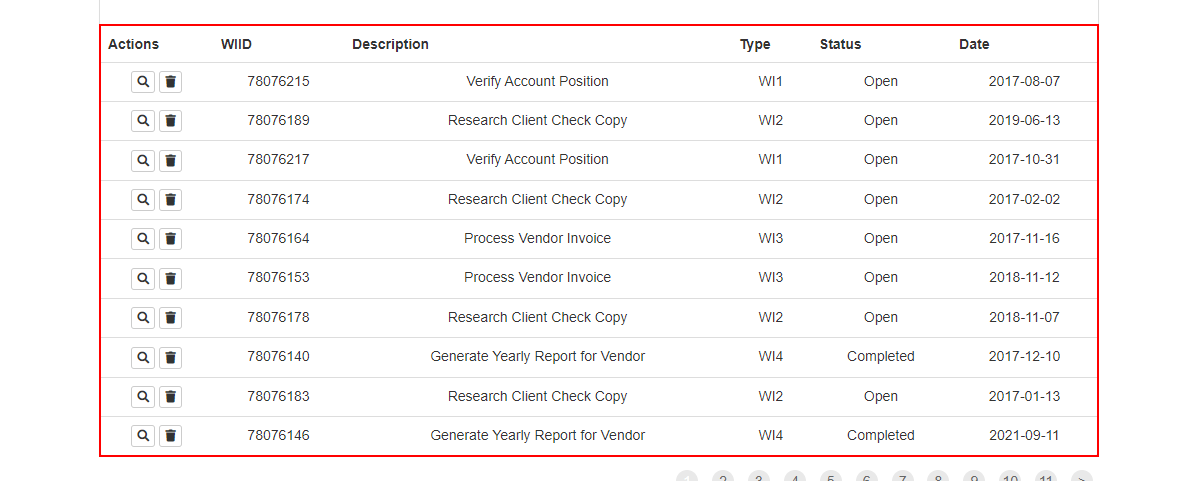 Actions WIID Description Type Status Date
78076215 Verify Account Position WI1 Open 2017-08-07
78076189 Research Client Check Copy WI2 Open 2019-06-13
78076217 Verify Account Position WI1 Open 2017-10-31
78076174 Research Client Check Copy WI2 Open 2017-02-02
78076164 Process Vendor Invoice WI3 Open 2017-11-16
78076153 Process Vendor Invoice WI3 Open 2018-11-12
78076178 Research Client Check Copy WI2 Open 2018-11-07
78076140 Generate Yearly Report for Vendor WI4 Completed 2017-12-10
78076183 Research Client Check Copy WI2 Open 2017-01-13
78076146 Generate Yearly Report for Vendor WI4 Completed 2021-09-11
1 2 3 4 5 6 7 8 9 10 11 >